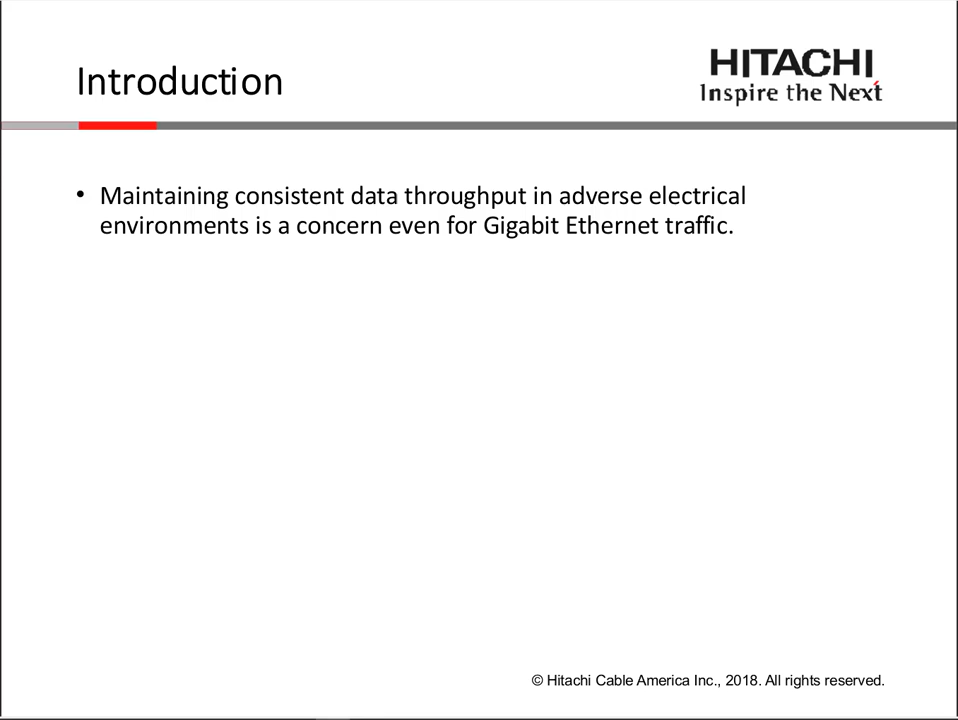 Introduction
HITACHI
Inspire the Next
• Maintaining consistent data throughput in adverse electrical
environments is a concern even for Gigabit Ethernet traffic.
© Hitachi Cable America Inc., 2018. All rights reserved.